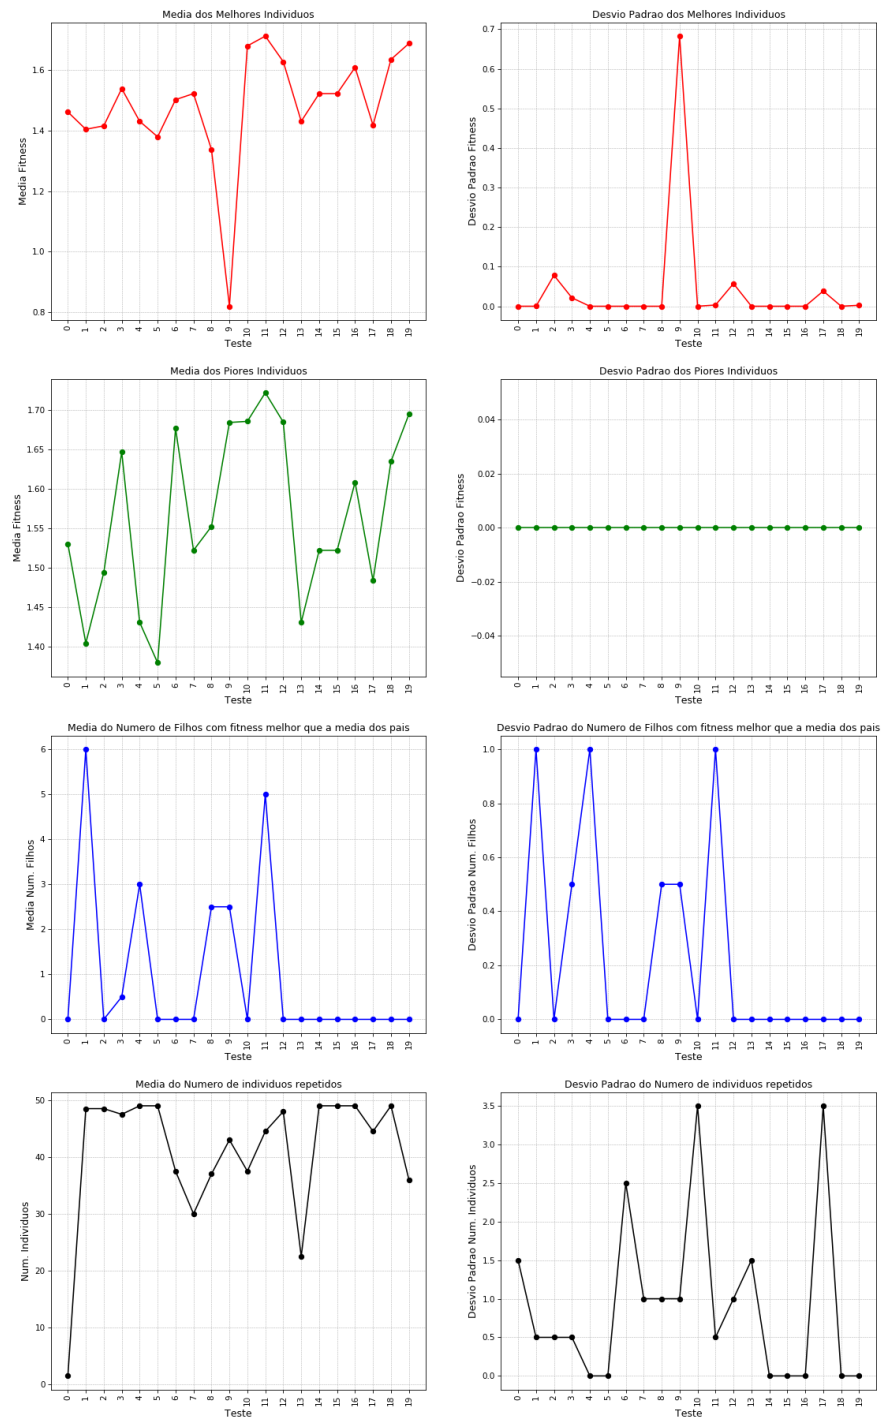 Media dos Melhores Individuos
Media Fitness
1.6
1.4
1.2
1.0
0.8
0 1 2 3 4 5 6 7 8 9 10 11 12 13 14 15 16 17 18 19
Teste
Desvio Padrao dos Melhores Individuos
Desvio Padrao Fitness
0.7
0.6
0.5
0.4
0.3
0.2
0.1
0.0
0 1 2 3 4 5 6 7 8 9 10 11 12 13 14 15 16 17 18 19
Teste
Media dos Piores Individuos
Media Fitness
1.70
1.65
1.60
1.55
1.50
1.45
1.40
0 1 2 3 4 5 6 7 8 9 10 11 12 13 14 15 16 17 18 19
Teste
Desvio Padrao dos Piores Individuos
Desvio Padrao Fitness
0.04
0.02
0.00
−0.02
−0.04
0 1 2 3 4 5 6 7 8 9 10 11 12 13 14 15 16 17 18 19
Teste
Media do Numero de Filhos com fitness melhor que a media dos pais
Media Num. Filhos
6
5
4
3
2
1
0
0 1 2 3 4 5 6 7 8 9 10 11 12 13 14 15 16 17 18 19
Teste
Desvio Padrao do Numero de Filhos com fitness melhor que a media dos pais
Desvio Padrao Num. Filhos
1.0
0.8
0.6
0.4
0.2
0.0
0 1 2 3 4 5 6 7 8 9 10 11 12 13 14 15 16 17 18 19
Teste
Media do Numero de individuos repetidos
Num. Individuos
50
40
30
20
10
0
0 1 2 3 4 5 6 7 8 9 10 11 12 13 14 15 16 17 18 19
Teste
Desvio Padrao do Numero de individuos repetidos
Desvio Padrao Num. Individuos
3.5
3.0
2.5
2.0
1.5
1.0
0.5
0.0
0 1 2 3 4 5 6 7 8 9 10 11 12 13 14 15 16 17 18 19
Teste